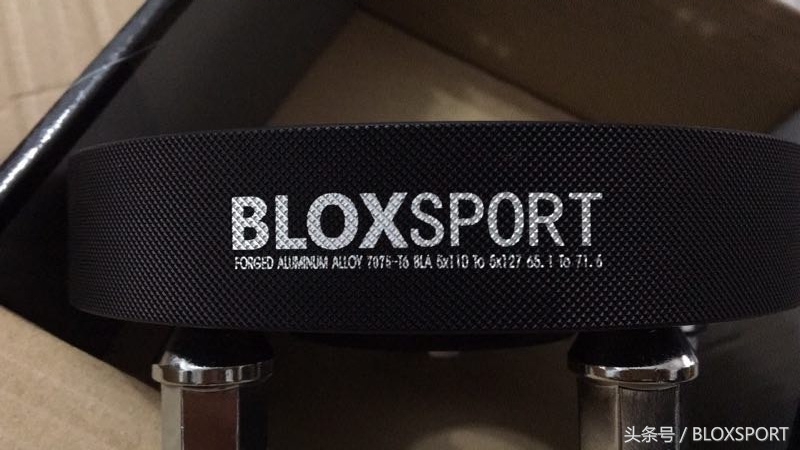 BLOXSPORT
FORGED ALUMINUM ALLOY 7075-T6 BLA 5x110 To 5x127 65.1 To 71.6
头条号 / BLOXSPORT